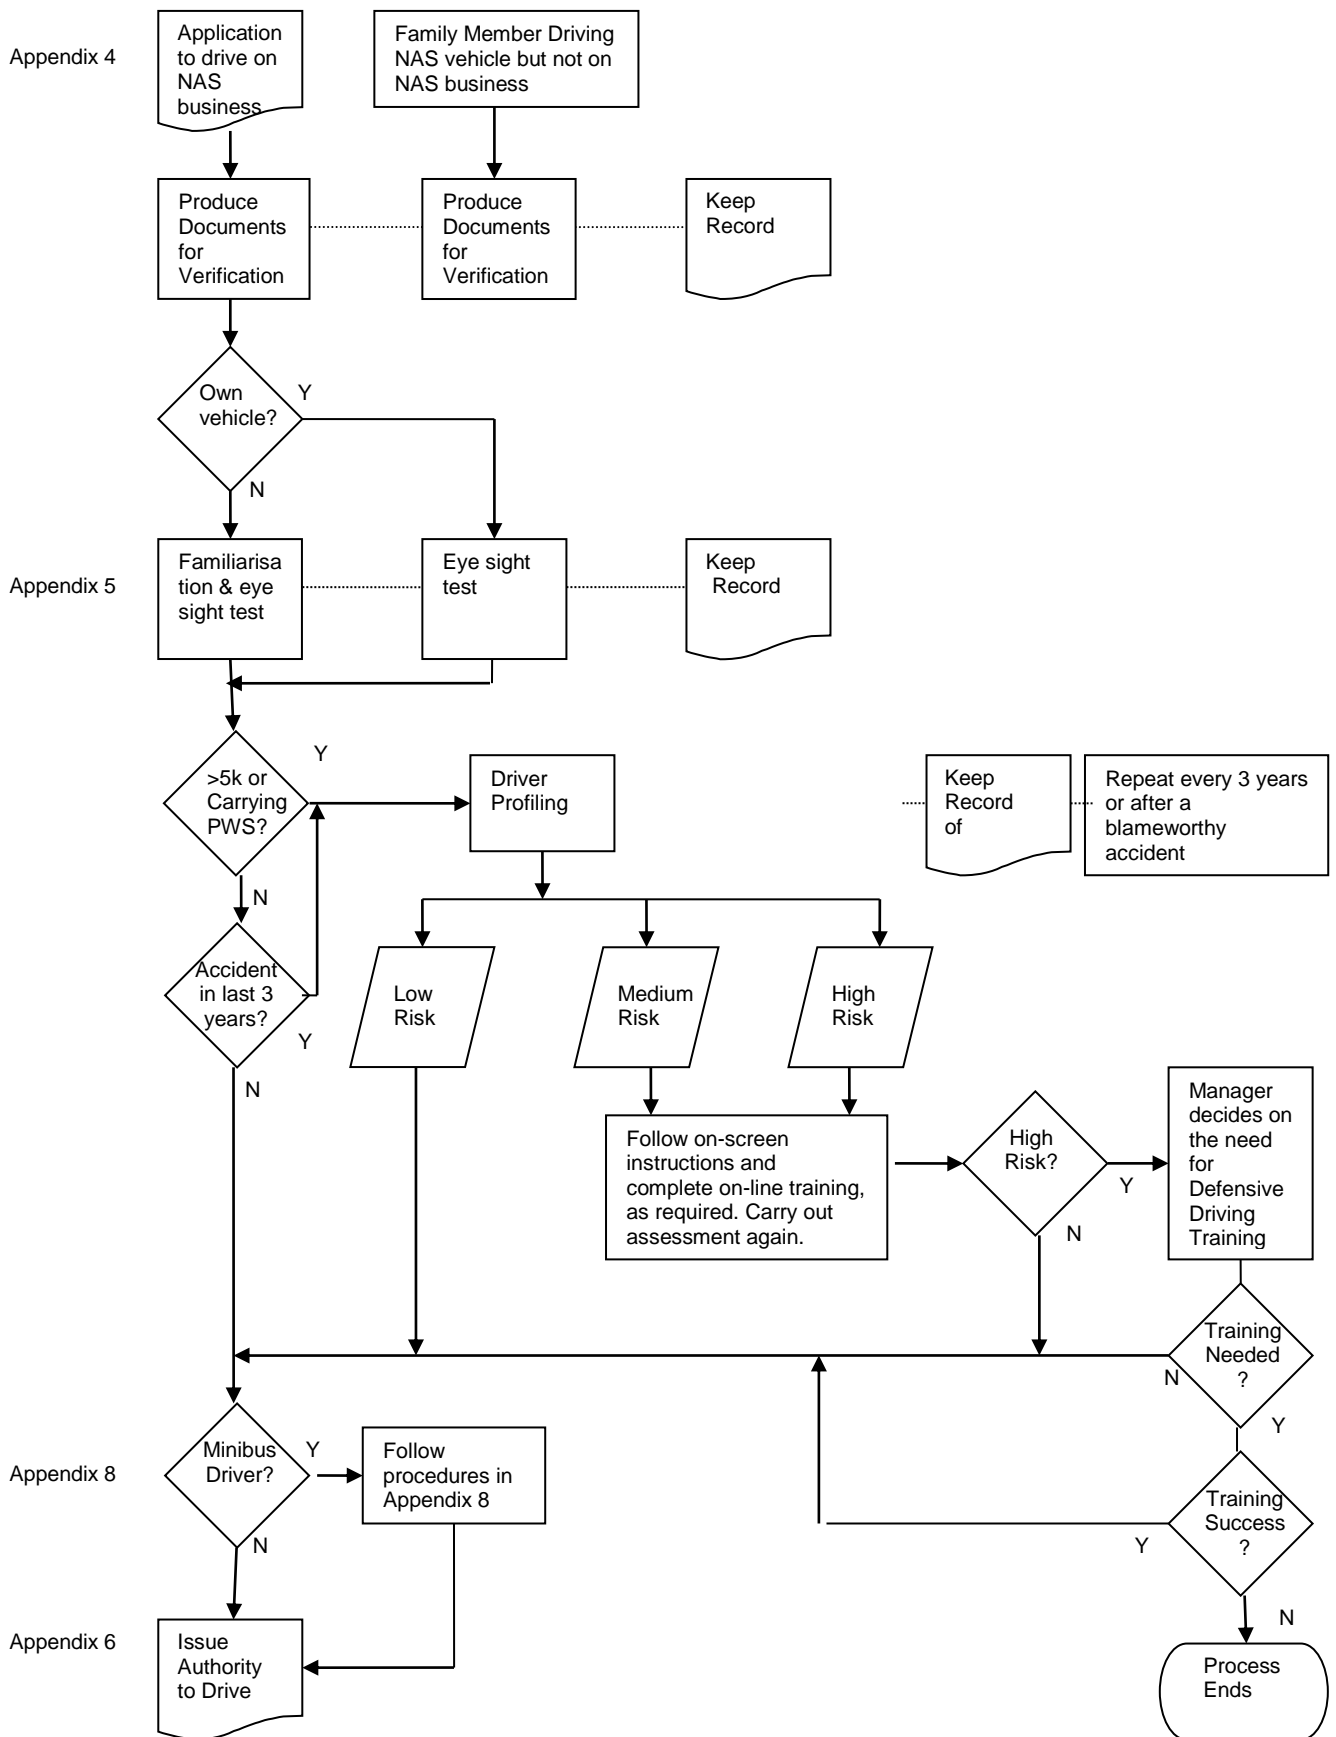 Appendix 4
Application
to drive on
NAS
business
Family Member Driving
NAS vehicle but not on
NAS business
Produce
Documents
for
Verification
Produce
Documents
for
Verification
Keep
Record
Own
vehicle?
Y
N
Appendix 5
Familiarisa
tion & eye
sight test
Eye sight
test
Keep
Record
>5k or
Carrying
PWS?
Y
N
Driver
Profiling
Keep
Record
of
Repeat every 3 years
or after a
blameworthy
accident
Accident
in last 3
years?
Y
N
Low
Risk
Medium
Risk
High
Risk
Follow on-screen
instructions and
complete on-line training,
as required. Carry out
assessment again.
High
Risk?
Y
N
Manager
decides on
the need
for
Defensive
Driving
Training
Training
Needed
?
N
Y
Appendix 8
Minibus
Driver?
Y
N
Follow
procedures in
Appendix 8
Training
Success
?
Y
N
Appendix 6
Issue
Authority
to Drive
Process
Ends